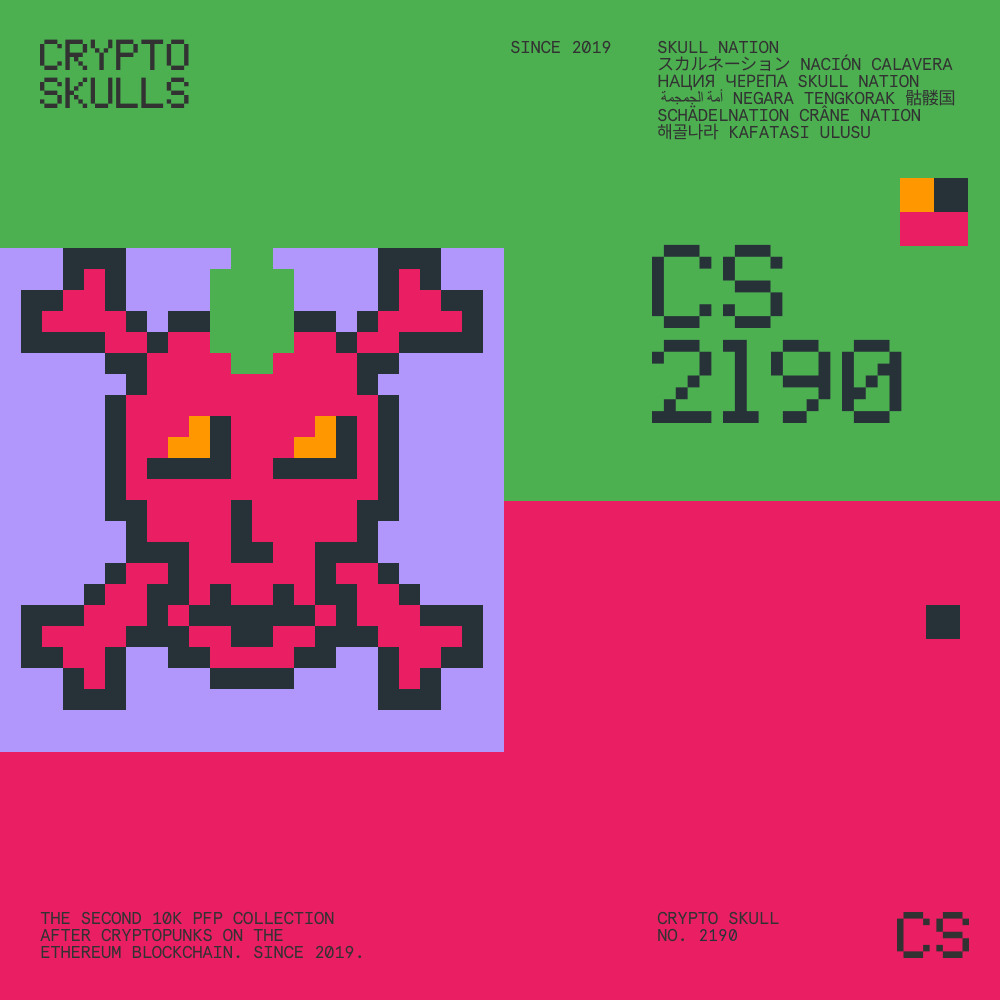 CRYPTO
SKULLS
SINCE 2019
SKULL NATION
スカルネーション NACIÓN CALAVERA
НАЦИЯ ЧЕРЕПА SKULL NATION
أمة الجمجمة NEGARA TENGKORAK 骷髅国
SCHÄDELNATION CRÂNE NATION
해골나라 KAFATASI ULUSU
CS
2190
THE SECOND 10K PFP COLLECTION
AFTER CRYPTOPUNKS ON THE
ETHEREUM BLOCKCHAIN. SINCE 2019.
CRYPTO SKULL
NO. 2190
CS